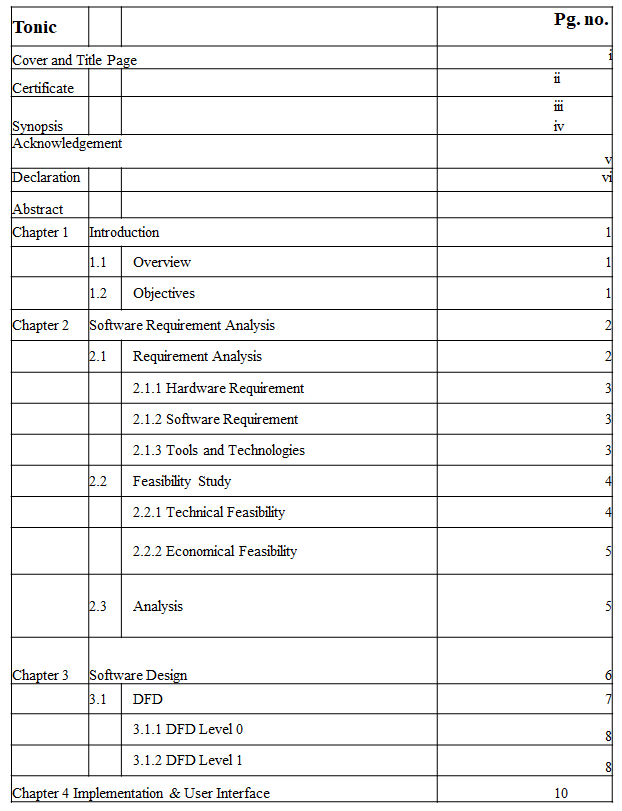 Tonic Pg. no.
Cover and Title Page i
Certificate ii
iii
Synopsis iv
Acknowledgement
v
Declaration vi
Abstract
Chapter 1 Introduction 1
1.1 Overview 1
1.2 Objectives 1
Chapter 2 Software Requirement Analysis 2
2.1 Requirement Analysis 2
2.1.1 Hardware Requirement 3
2.1.2 Software Requirement 3
2.1.3 Tools and Technologies 3
2.2 Feasibility Study 4
2.2.1 Technical Feasibility 4
2.2.2 Economical Feasibility 5
2.3 Analysis 5
Chapter 3 Software Design 6
3.1 DFD 7
3.1.1 DFD Level 0 8
3.1.2 DFD Level 1 8
Chapter 4 Implementation & User Interface 10